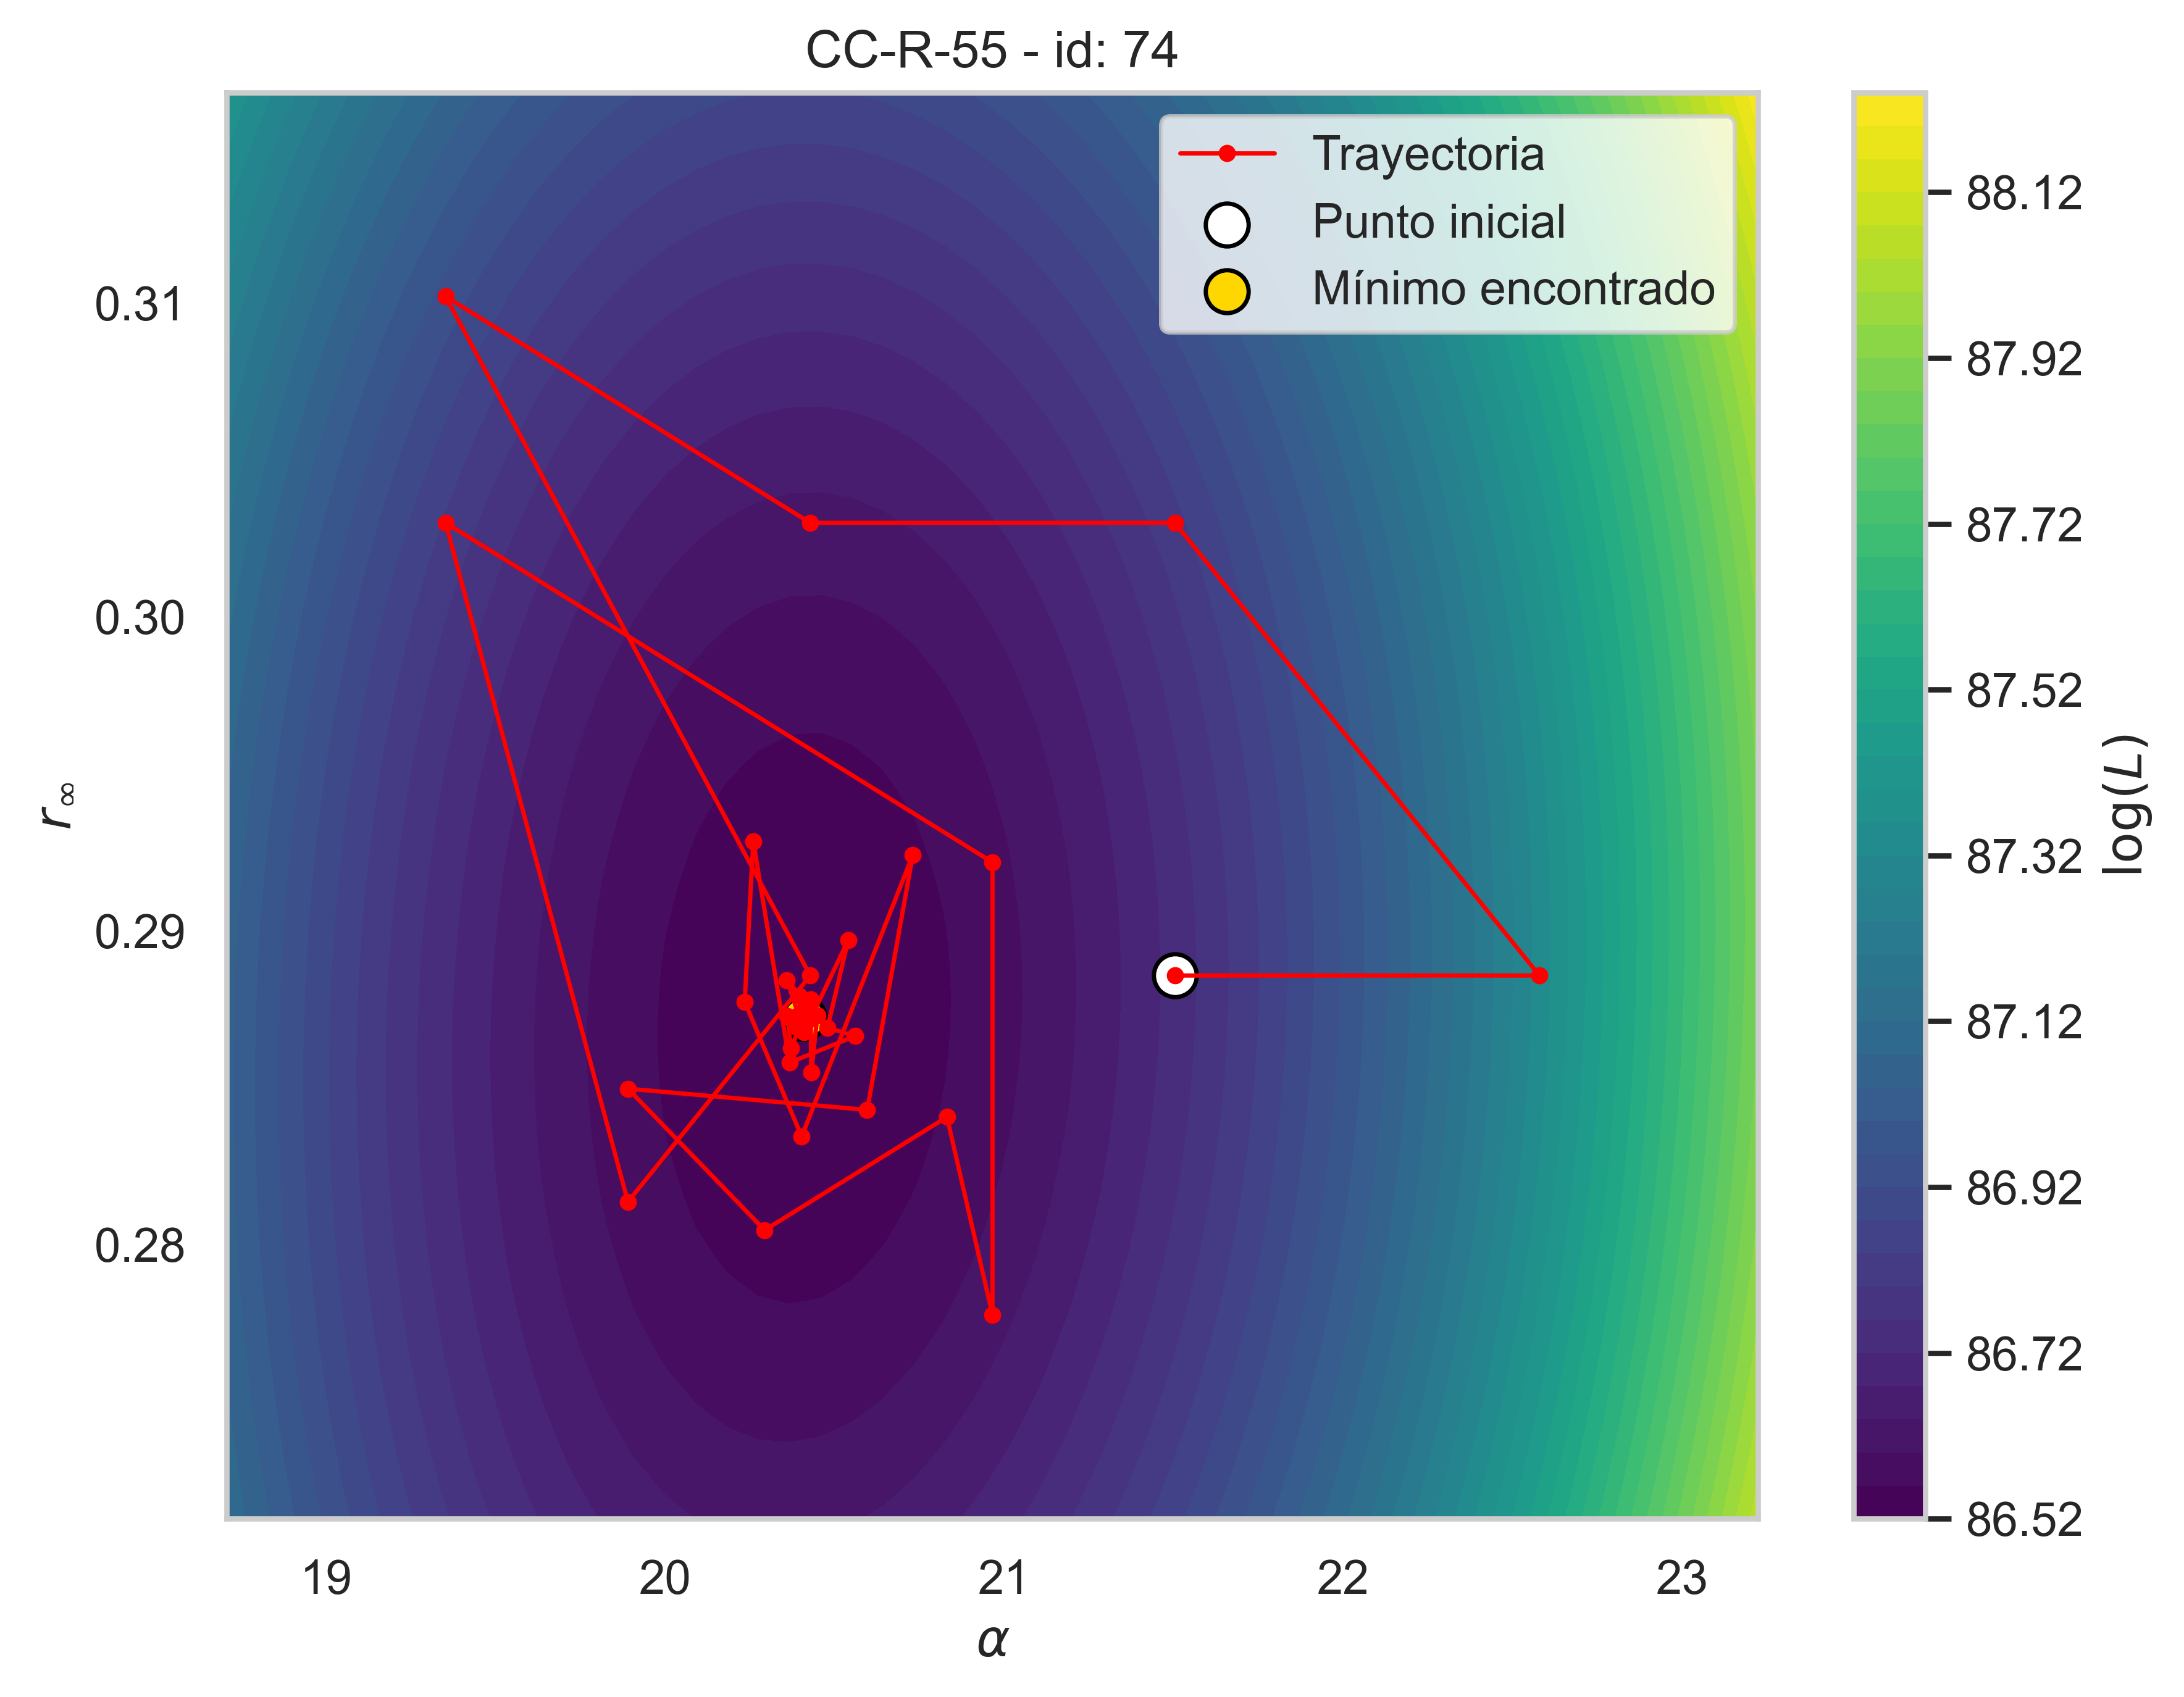 CC-R-55 - id: 74
Trayectoria
Punto inicial
Mínimo encontrado
0.31
0.30
0.29
0.28
r∞
19
20
21
22
23
α
88.12
87.92
87.72
87.52
87.32
87.12
86.92
86.72
86.52
log(L)